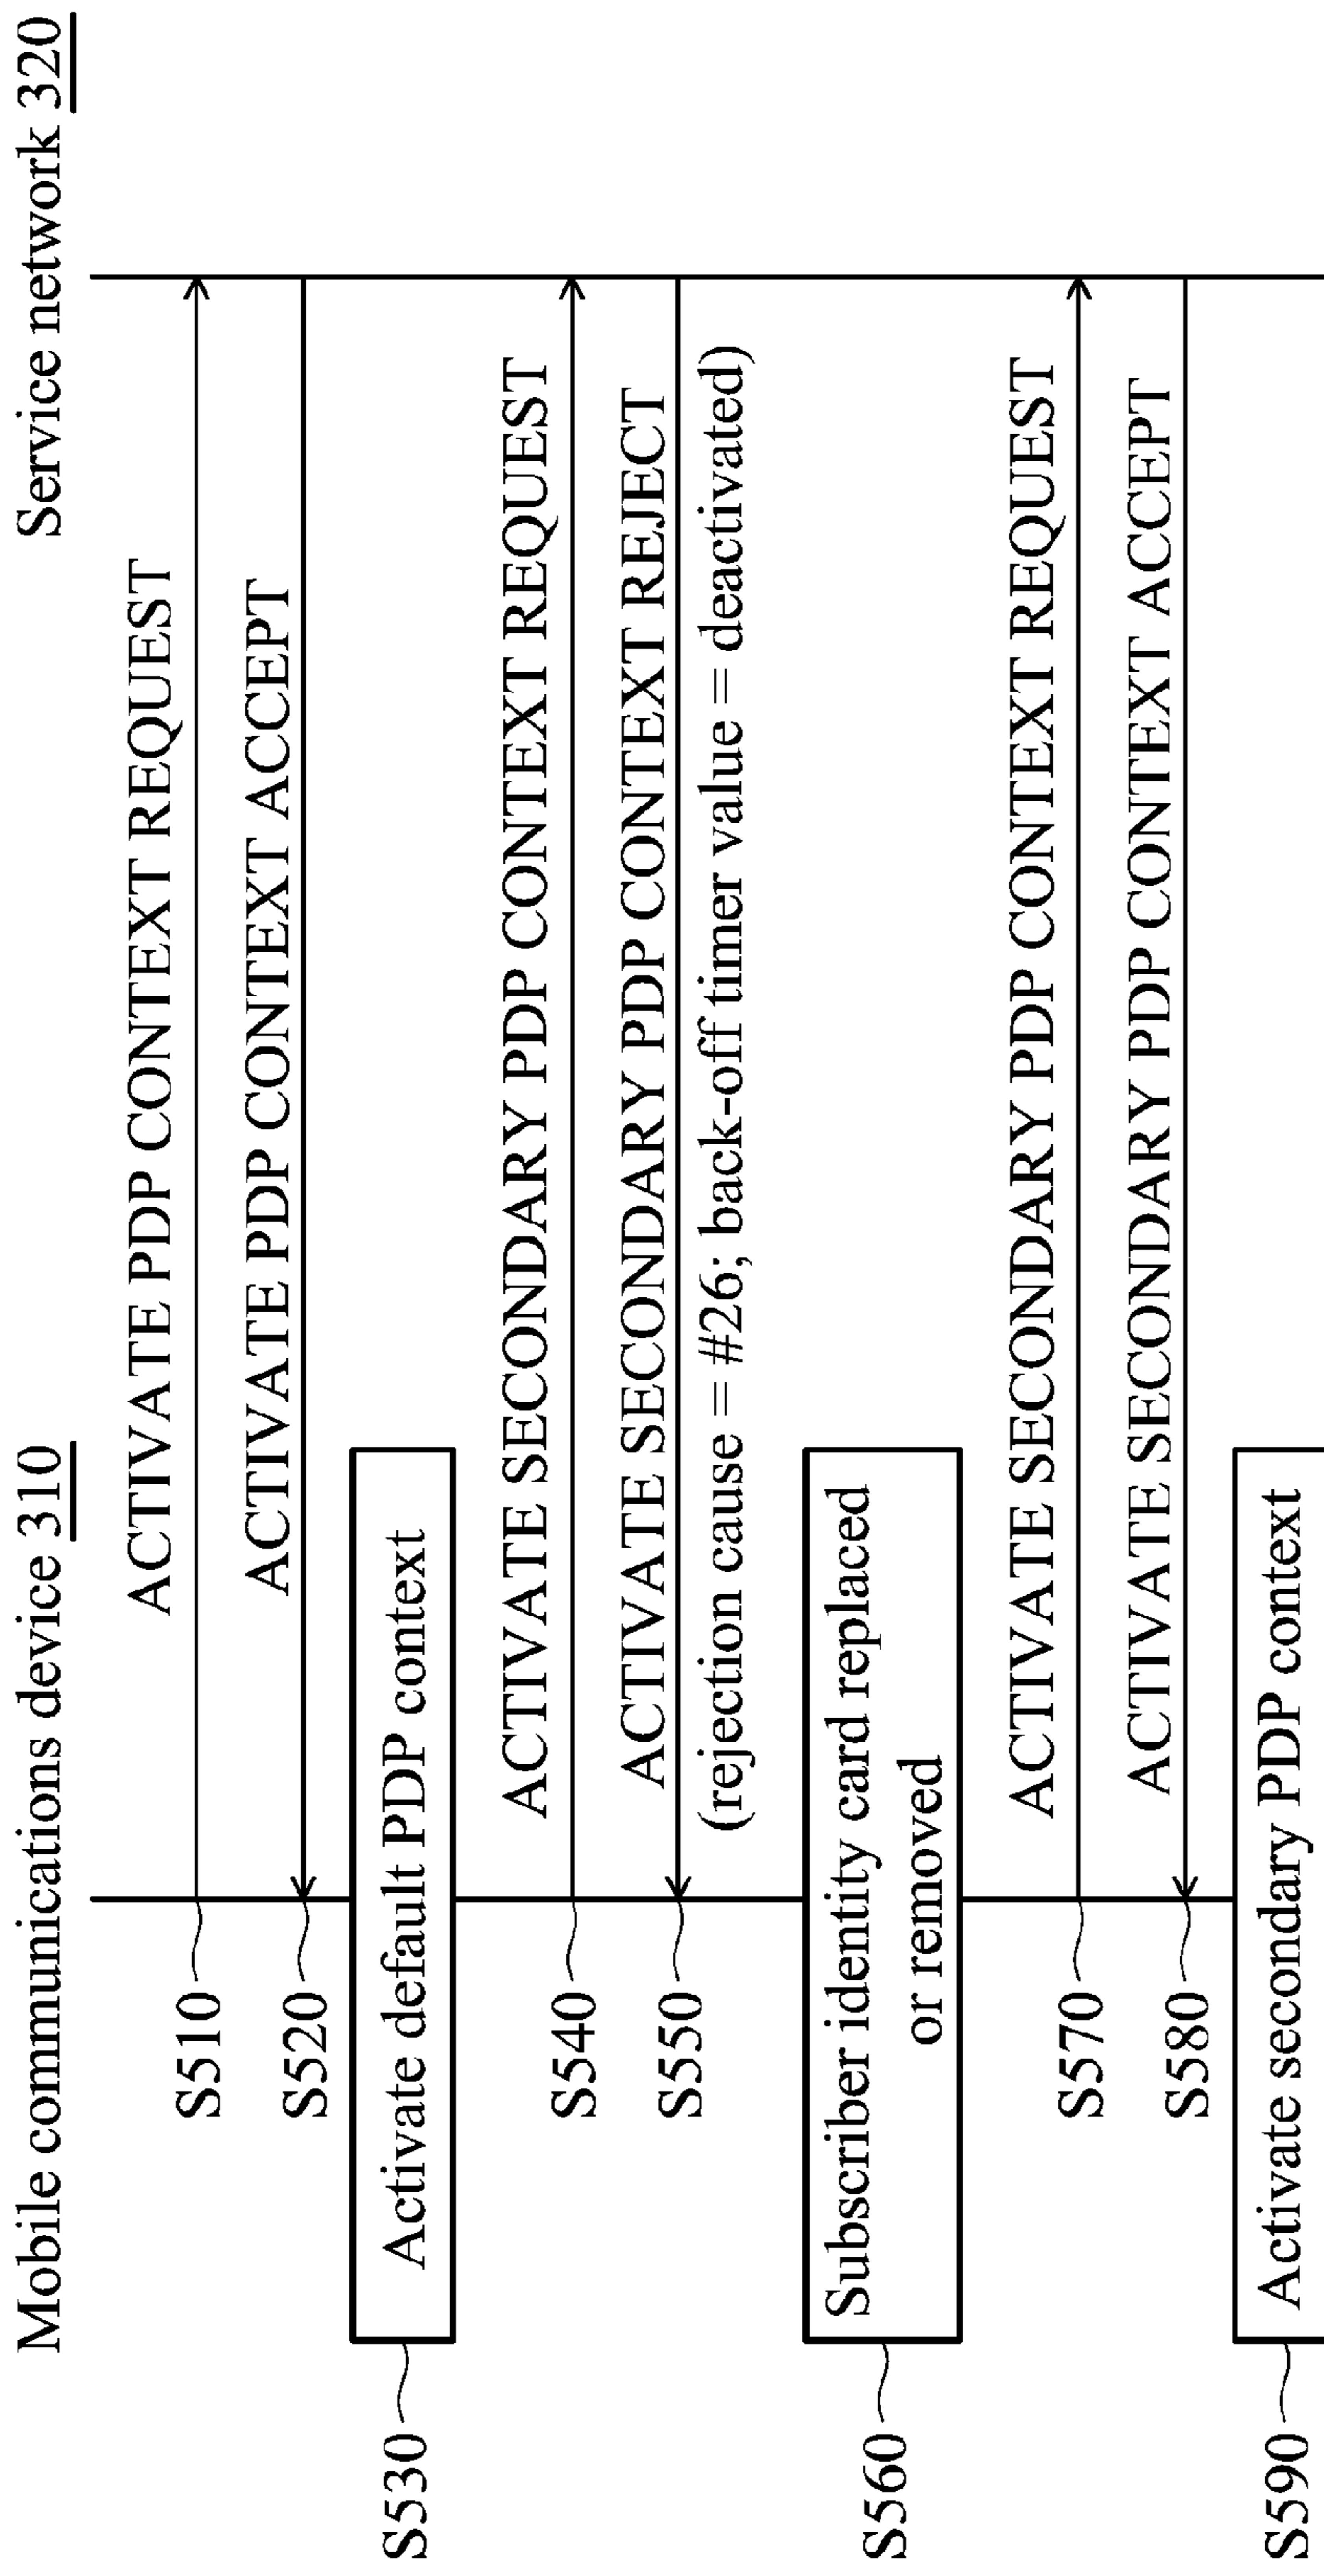 Mobile communications device 310
Service network 320
S510
ACTIVATE PDP CONTEXT REQUEST
S520
ACTIVATE PDP CONTEXT ACCEPT
S530
Activate default PDP context
S540
ACTIVATE SECONDARY PDP CONTEXT REQUEST
S550
ACTIVATE SECONDARY PDP CONTEXT REJECT
(rejection cause = #26; back-off timer value = deactivated)
S560
Subscriber identity card replaced
or removed
S570
ACTIVATE SECONDARY PDP CONTEXT REQUEST
S580
ACTIVATE SECONDARY PDP CONTEXT ACCEPT
S590
Activate secondary PDP context